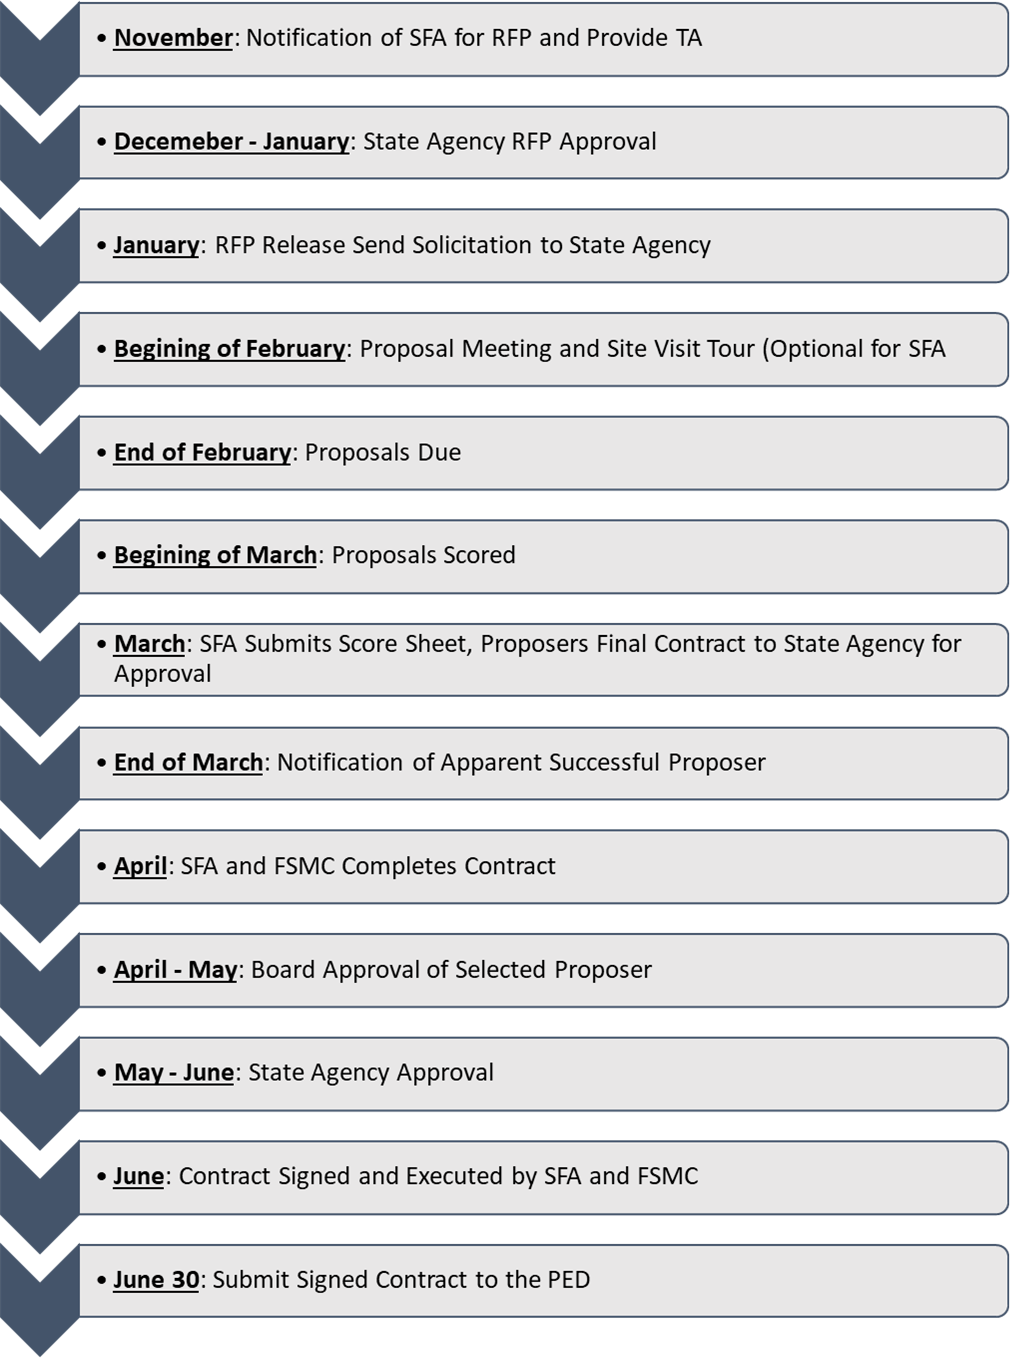 • November: Notification of SFA for RFP and Provide TA
• Decemeber - January: State Agency RFP Approval
• January: RFP Release Send Solicitation to State Agency
• Begining of February: Proposal Meeting and Site Visit Tour (Optional for SFA
• End of February: Proposals Due
• Begining of March: Proposals Scored
• March: SFA Submits Score Sheet, Proposers Final Contract to State Agency for
Approval
• End of March: Notification of Apparent Successful Proposer
• April: SFA and FSMC Completes Contract
• April - May: Board Approval of Selected Proposer
• May - June: State Agency Approval
• June: Contract Signed and Executed by SFA and FSMC
• June 30: Submit Signed Contract to the PED